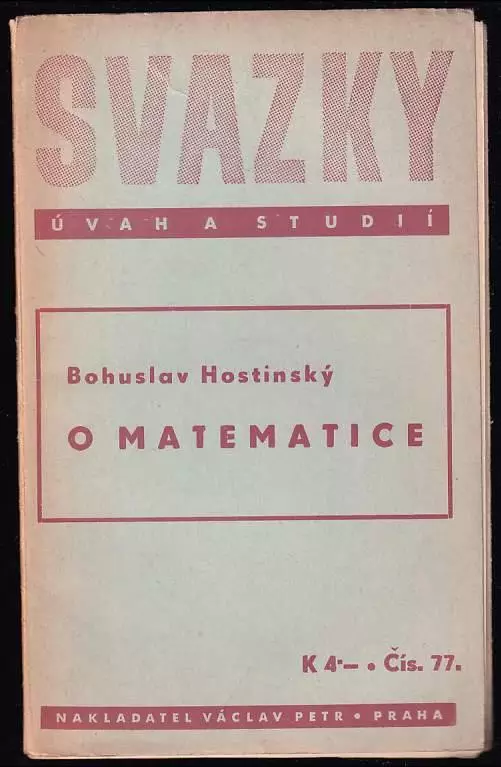 SVAZKY
ÚVAH A STUDIÍ
Bohuslav Hostinský
O MATEMATICE
K 4·— • Čís. 77.
NAKLADATEL VÁCLAV PETR • PRAHA